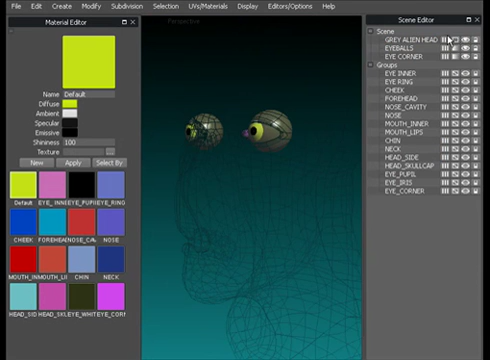 File Edit Create Modify Subdivision Selection UVs/Materials Display Editors/Options Help
Material Editor
Perspective
Scene Editor
Name Default
Diffuse
Ambient
Specular
Emissive
Shininess 100
Texture ...
New Apply Select By
Default EYE_INNE EYE_PUPI EYE_RING
CHEEK FOREHEA NOSE_CA NOSE
MOUTH_IN MOUTH_LI CHIN NECK
HEAD_SID HEAD_SKU EYE_WHIT EYE_CORN
Scene
GREY ALIEN HEAD
EYEBALLS
EYE CORNER
Groups
EYE INNER
EYE RING
CHEEK
FOREHEAD
NOSE_CAVITY
NOSE
MOUTH_INNER
MOUTH_LIPS
CHIN
NECK
HEAD_SIDE
HEAD_SKULLCAP
EYE_PUPIL
EYE_IRIS
EYE_CORNER